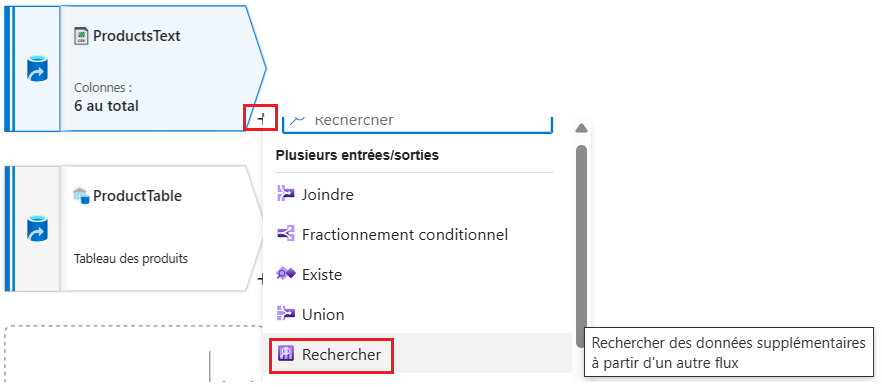 ProductsText
Colonnes :
6 au total
+
Rechercher
Plusieurs entrées/sorties
Joindre
ProductTable
Fractionnement conditionnel
Tableau des produits
Existe
+
Union
Rechercher
Rechercher des données supplémentaires
à partir d'un autre flux